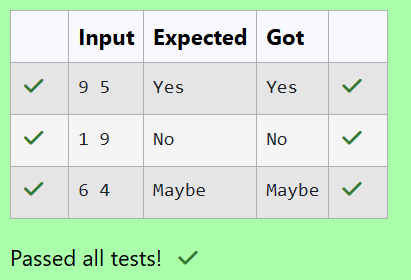 Input Expected Got
9 5 Yes Yes
1 9 No No
6 4 Maybe Maybe
Passed all tests!